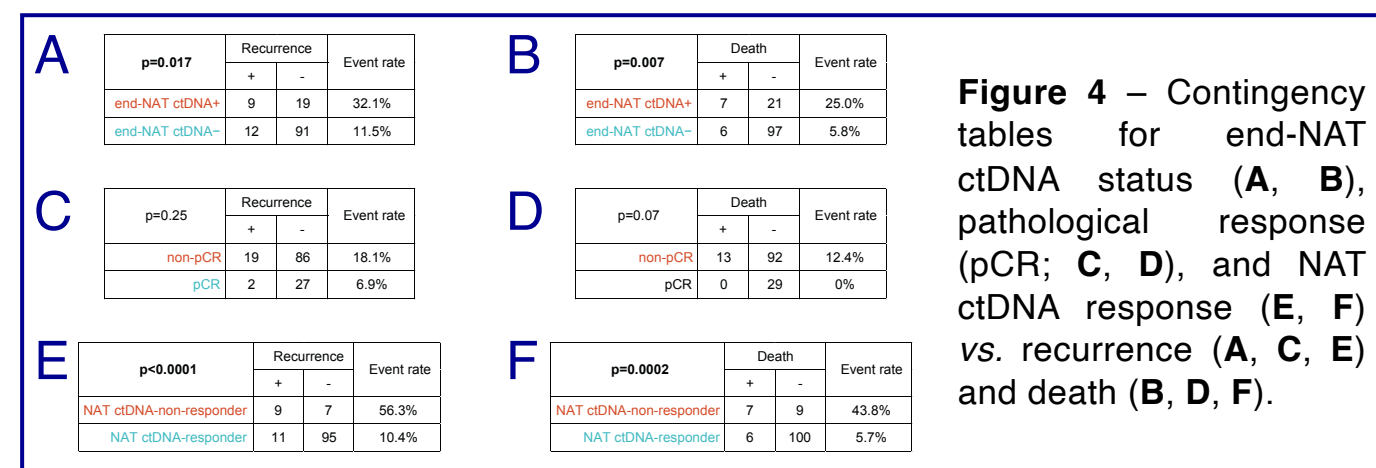 A
p=0.017 Recurrence Event rate
+ -
end-NAT ctDNA+ 9 19 32.1%
end-NAT ctDNA− 12 91 11.5%
B
p=0.007 Death Event rate
+ -
end-NAT ctDNA+ 7 21 25.0%
end-NAT ctDNA− 6 97 5.8%
C
p=0.25 Recurrence Event rate
+ -
non-pCR 19 86 18.1%
pCR 2 27 6.9%
D
p=0.07 Death Event rate
+ -
non-pCR 13 92 12.4%
pCR 0 29 0%
E
p<0.0001 Recurrence Event rate
+ -
NAT ctDNA-non-responder 9 7 56.3%
NAT ctDNA-responder 11 95 10.4%
F
p=0.0002 Death Event rate
+ -
NAT ctDNA-non-responder 7 9 43.8%
NAT ctDNA-responder 6 100 5.7%
Figure 4 – Contingency
tables for end-NAT
ctDNA status (A, B),
pathological response
(pCR; C, D), and NAT
ctDNA response (E, F)
vs. recurrence (A, C, E)
and death (B, D, F).